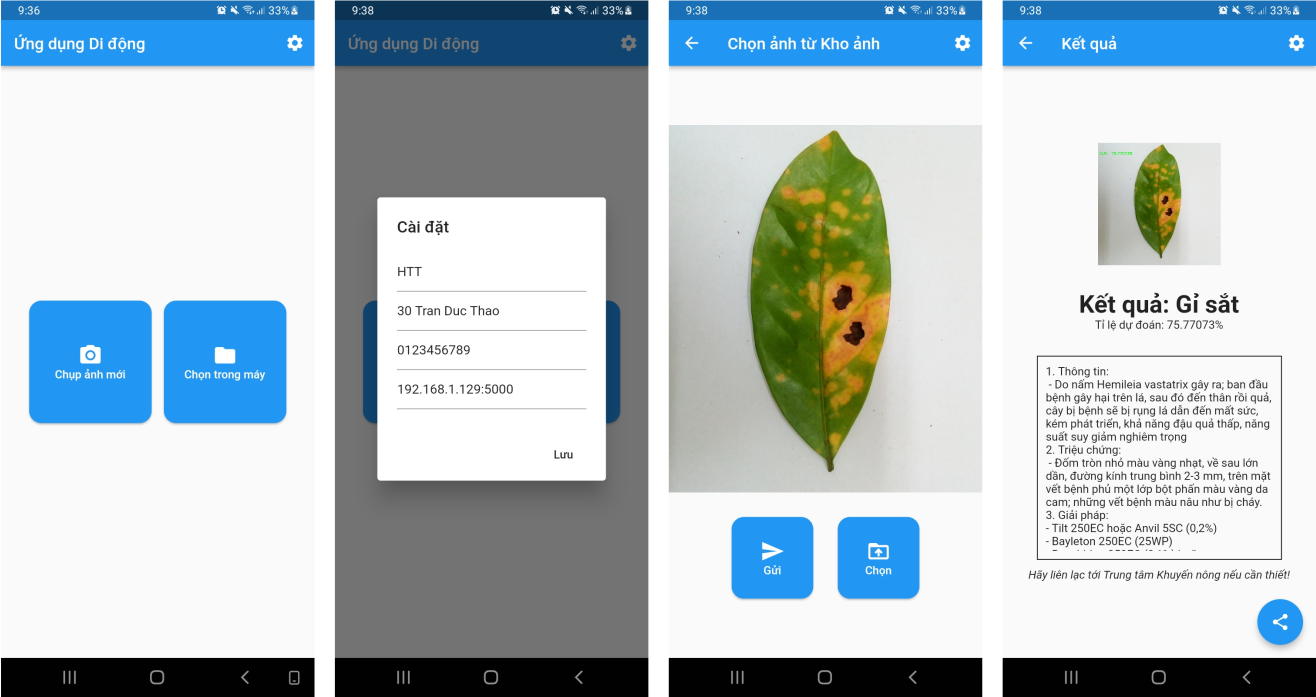 9:36
33%
Ứng dụng Di động
Chụp ảnh mới
Chọn trong máy
9:38
33%
Ứng dụng Di động
Cài đặt
HTT
30 Tran Duc Thao
0123456789
192.168.1.129:5000
Lưu
9:38
33%
Chọn ảnh từ Kho ảnh
Gửi
Chọn
9:38
33%
Kết quả
Kết quả: Gỉ sắt
Tỉ lệ dự đoán: 75.77073%
1. Thông tin:
- Do nấm Hemileia vastatrix gây ra; ban đầu
bệnh gây hại trên lá, sau đó đến thân rồi quả,
cây bị bệnh sẽ bị rụng lá dẫn đến mất sức,
kém phát triển, khả năng đậu quả thấp, năng
suất suy giảm nghiêm trọng
2. Triệu chứng:
- Đốm tròn nhỏ màu vàng nhạt, về sau lớn
dần, đường kính trung bình 2-3 mm, trên mặt
vết bệnh phủ một lớp bột phấn màu vàng da
cam; những vết bệnh màu nâu như bị cháy.
3. Giải pháp:
- Tilt 250EC hoặc Anvil 5SC (0,2%)
- Bayleton 250EC (25WP)
Hãy liên lạc tới Trung tâm Khuyến nông nếu cần thiết!